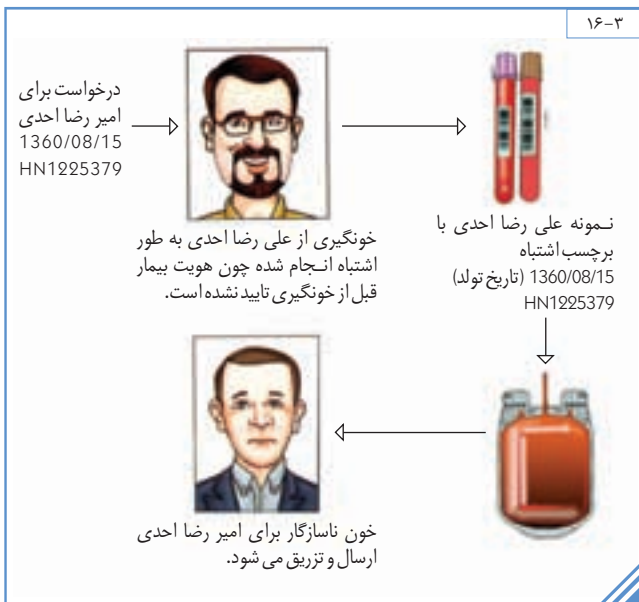 ۱۶-۳
درخواست برای
امیر رضا احدی
1360/08/15
HN1225379
خونگیری از علی رضا احدی به طور
اشتباه انجام شده چون هویت بیمار
قبل از خونگیری تایید نشده است.
نـمونه علی رضا احدی با
برچسب اشتباه
1360/08/15 (تاریخ تولد)
HN1225379
خون ناسازگار برای امیر رضا احدی
ارسال و تزریق می شود.